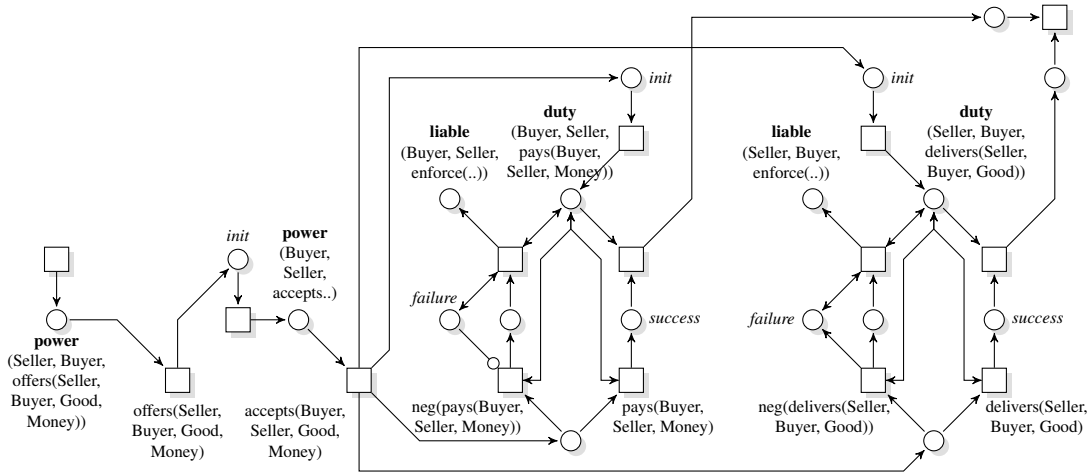 init
duty
(Buyer, Seller,
pays(Buyer,
Seller, Money))
liable
(Buyer, Seller,
enforce(..))
init
duty
(Seller, Buyer,
delivers(Seller,
Buyer, Good))
liable
(Seller, Buyer,
enforce(..))
init
power
(Buyer,
Seller,
accepts..)
failure
success
failure
success
power
(Seller, Buyer,
offers(Seller,
Buyer, Good,
Money))
offers(Seller,
Buyer, Good,
Money)
accepts(Buyer,
Seller, Good,
Money)
neg(pays(Buyer,
Seller, Money))
pays(Buyer,
Seller, Money)
neg(delivers(Seller,
Buyer, Good))
delivers(Seller,
Buyer, Good)